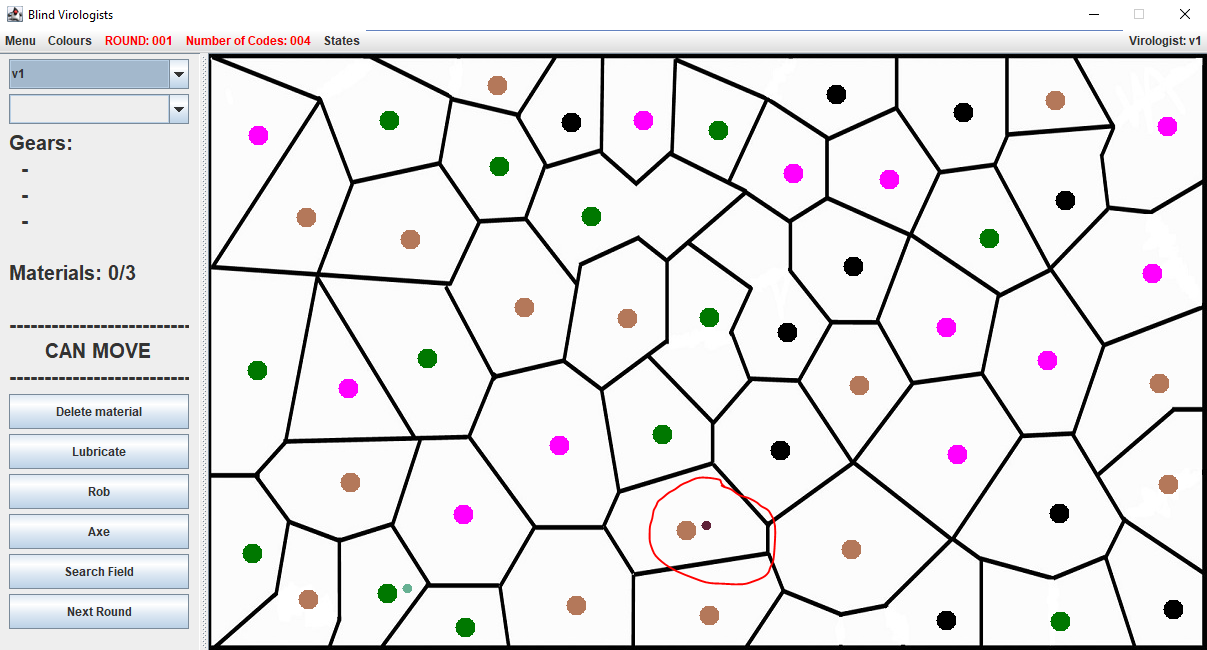 Blind Virologists
Menu Colours ROUND: 001 Number of Codes: 004 States Virologist: v1
v1
Gears:
-
-
-
Materials: 0/3
---------------------------
CAN MOVE
---------------------------
Delete material
Lubricate
Rob
Axe
Search Field
Next Round